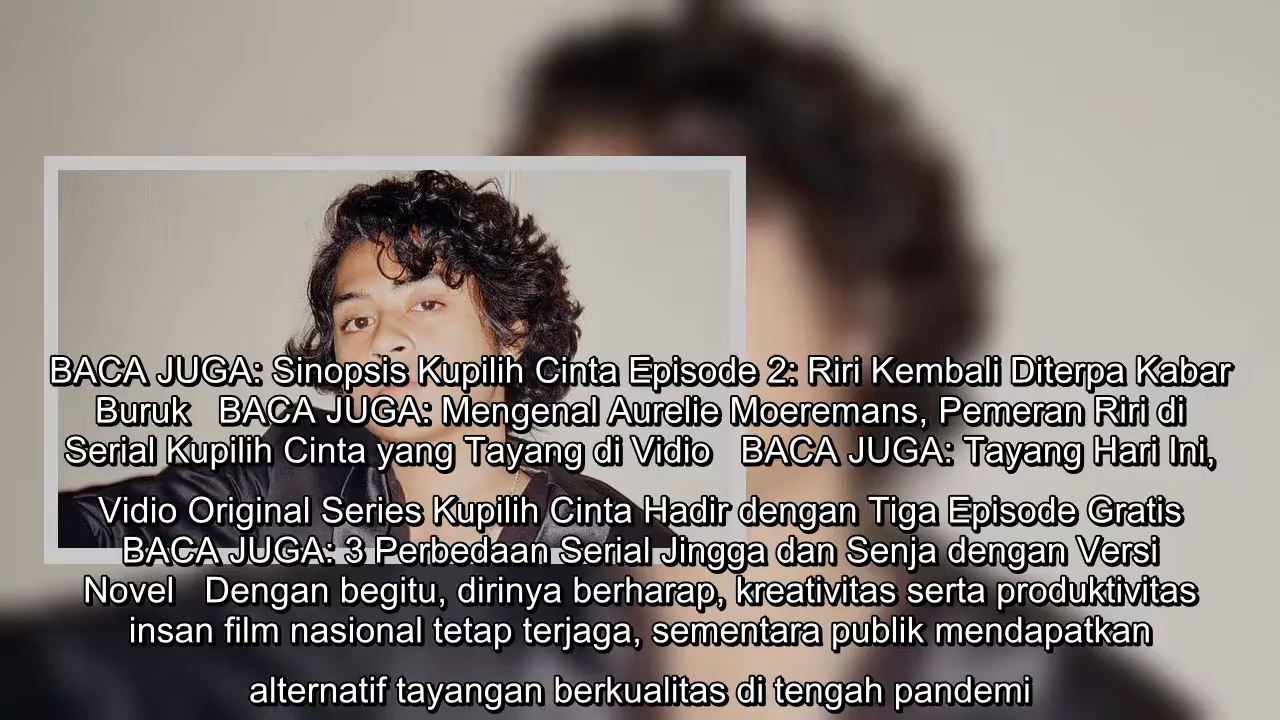 BACA JUGA: Sinopsis Kupilih Cinta Episode 2: Riri Kembali Diterpa Kabar
Buruk   BACA JUGA: Mengenal Aurelie Moeremans, Pemeran Riri di
Serial Kupilih Cinta yang Tayang di Vidio   BACA JUGA: Tayang Hari Ini,
Vidio Original Series Kupilih Cinta Hadir dengan Tiga Episode Gratis
BACA JUGA: 3 Perbedaan Serial Jingga dan Senja dengan Versi
Novel   Dengan begitu, dirinya berharap, kreativitas serta produktivitas
insan film nasional tetap terjaga, sementara publik mendapatkan
alternatif tayangan berkualitas di tengah pandemi